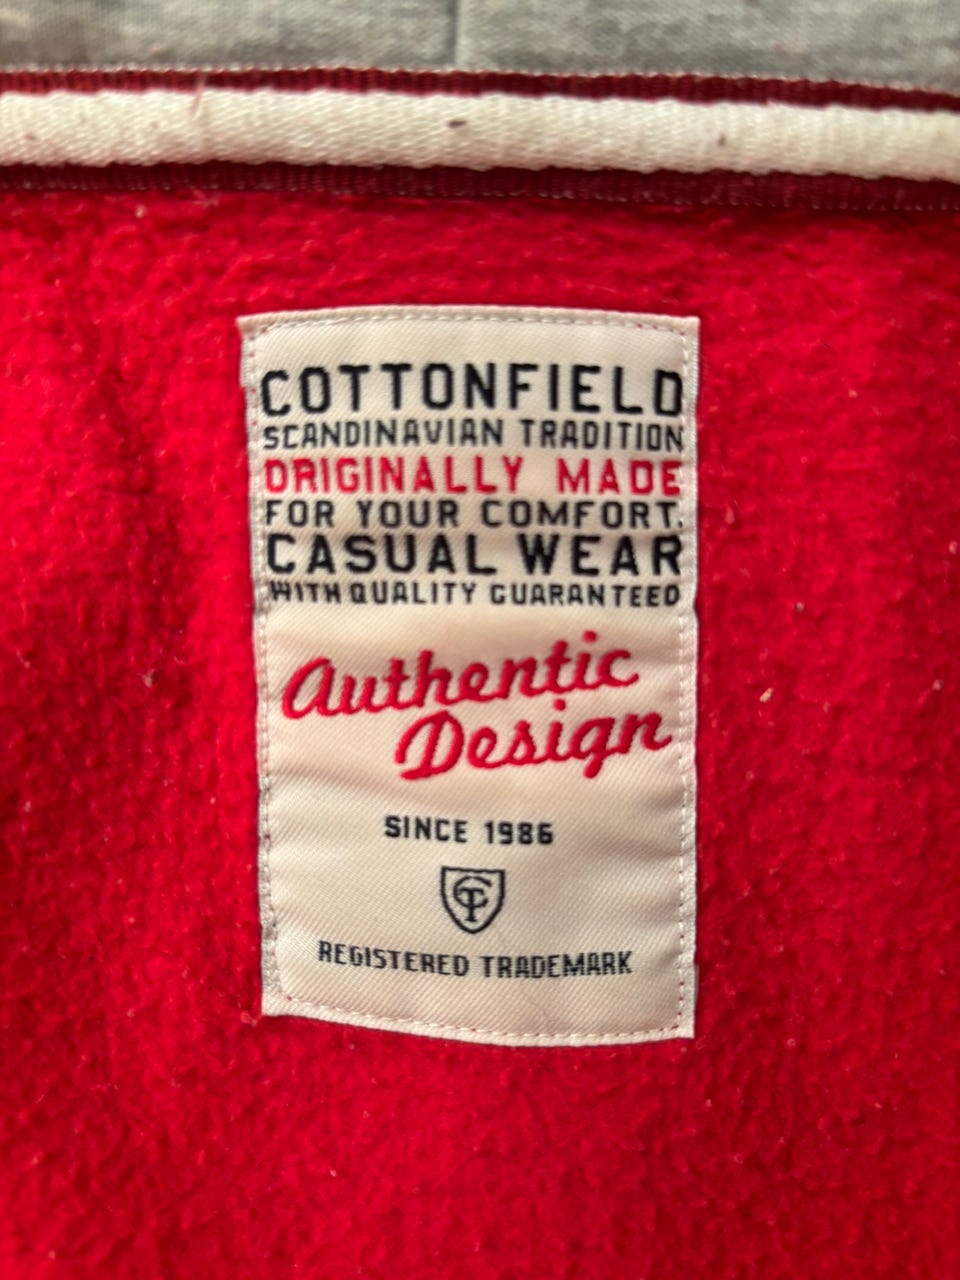 COTTONFIELD
SCANDINAVIAN TRADITION
ORIGINALLY MADE
FOR YOUR COMFORT.
CASUAL WEAR
WITH QUALITY GUARANTEED
Authentic
Design
SINCE 1986
REGISTERED TRADEMARK